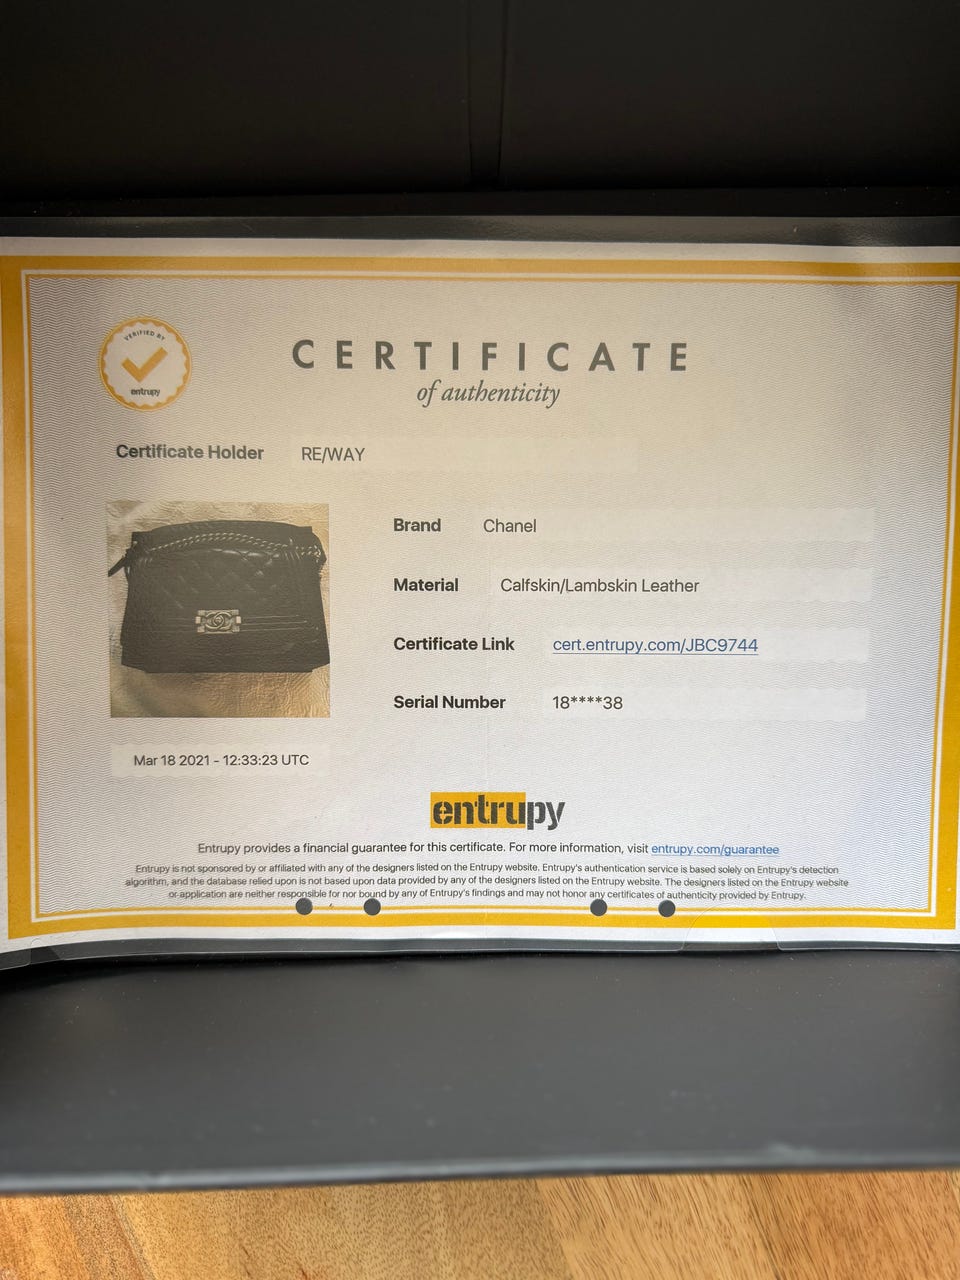 VERIFIED BY
entrupy
CERTIFICATE
of authenticity
Certificate Holder RE/WAY
Brand Chanel
Material Calfskin/Lambskin Leather
Certificate Link cert.entrupy.com/JBC9744
Serial Number 18****38
Mar 18 2021 - 12:33:23 UTC
entrupy
Entrupy provides a financial guarantee for this certificate. For more information, visit entrupy.com/guarantee
Entrupy is not sponsored by or affiliated with any of the designers listed on the Entrupy website. Entrupy's authentication service is based solely on Entrupy's detection
algorithm, and the database relied upon is not based upon data provided by any of the designers listed on the Entrupy website. The designers listed on the Entrupy website
or application are neither responsible for nor bound by any of Entrupy's findings and may not honor any certificates of authenticity provided by Entrupy.